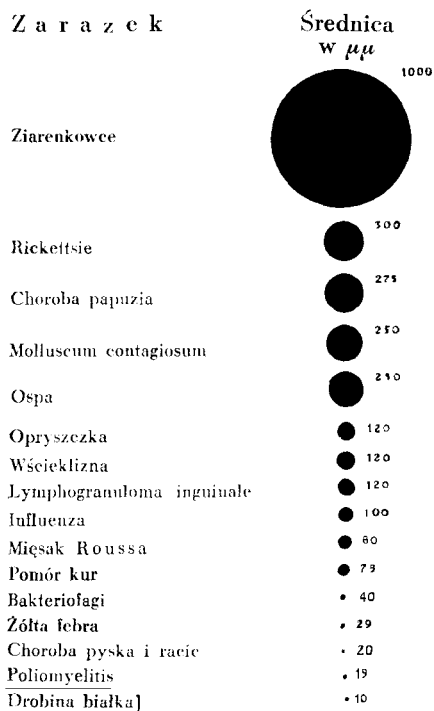 Zarazek Średnica
w μμ
Ziarenkowce 1000
Rickettsie 300
Choroba papuzia 275
Molluscum contagiosum 250
Ospa 250
Opryszczka 120
Wścieklizna 120
Lymphogranuloma inguinale 120
Influenza 100
Mięsak Roussa 80
Pomór kur 75
Bakteriofagi 40
Żółta febra 29
Choroba pyska i racic 20
Poliomyelitis 15
Drobina białka] 10